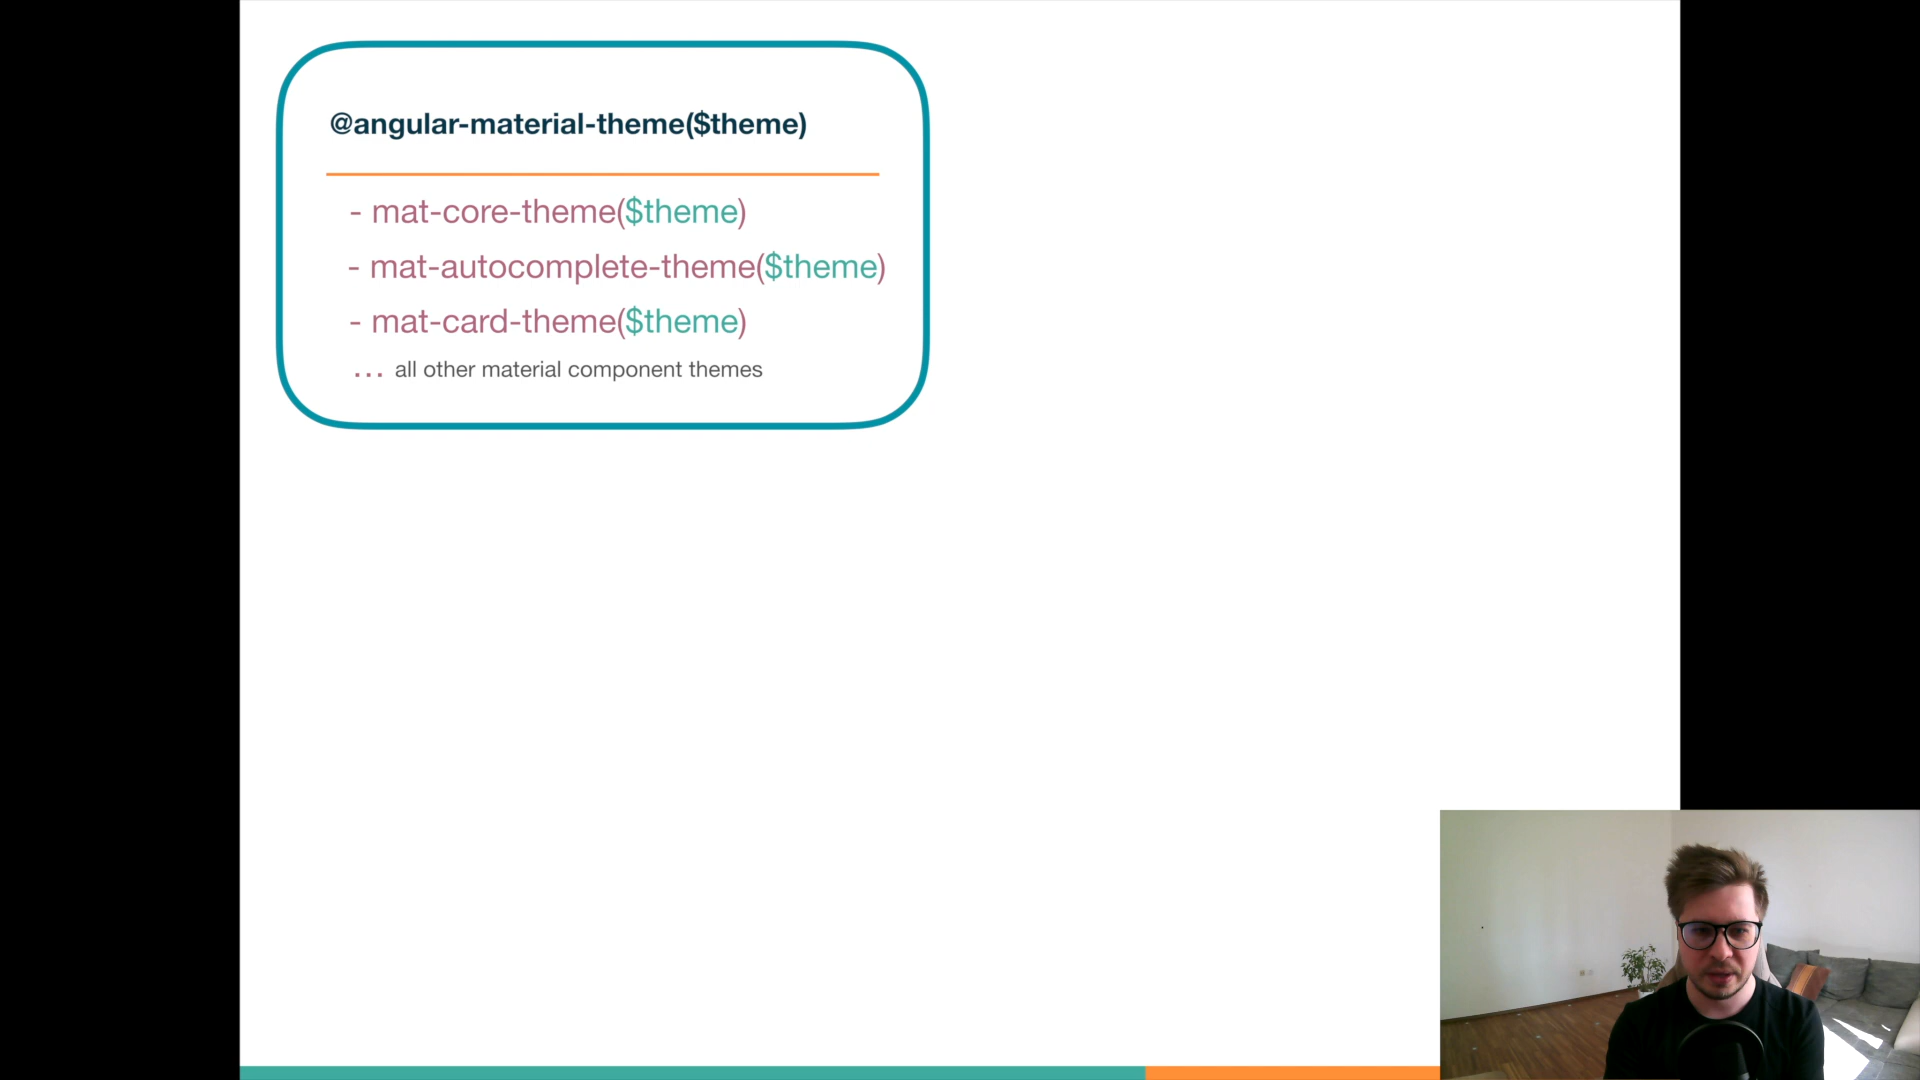 @angular-material-theme($theme)
- mat-core-theme($theme)
- mat-autocomplete-theme($theme)
- mat-card-theme($theme)
... all other material component themes